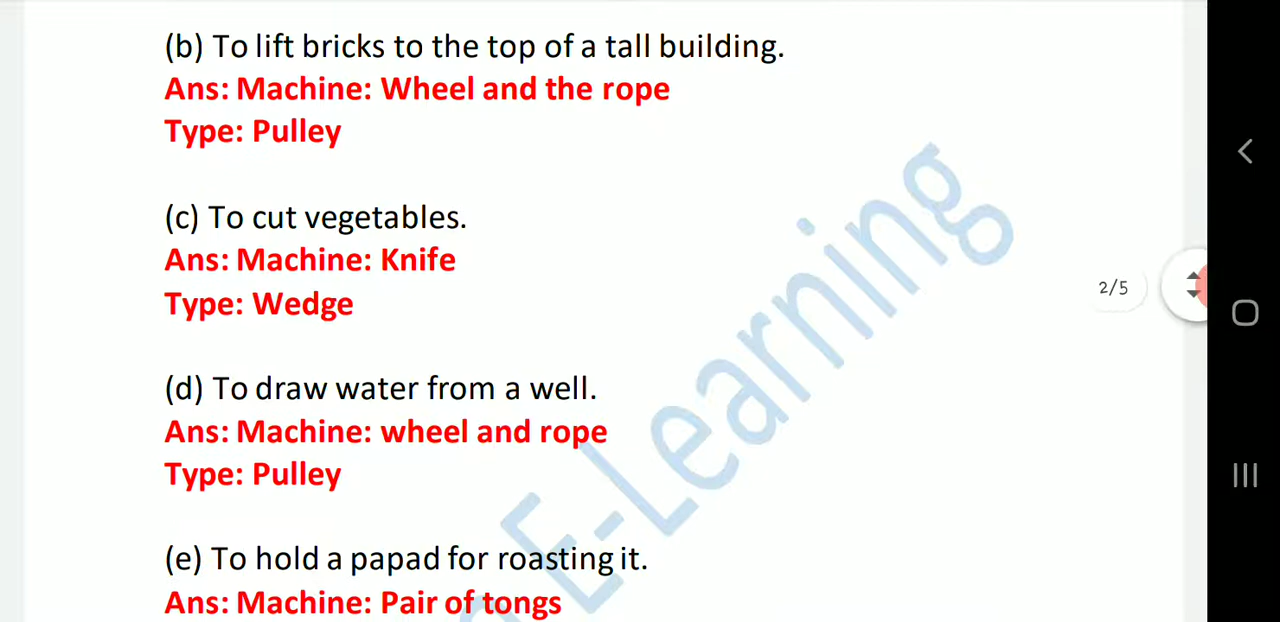 (b) To lift bricks to the top of a tall building.
Ans: Machine: Wheel and the rope
Type: Pulley
(c) To cut vegetables.
Ans: Machine: Knife
Type: Wedge
2/5
(d) To draw water from a well.
Ans: Machine: wheel and rope
Type: Pulley
(e) To hold a papad for roasting it.
Ans: Machine: Pair of tongs
E-Learning